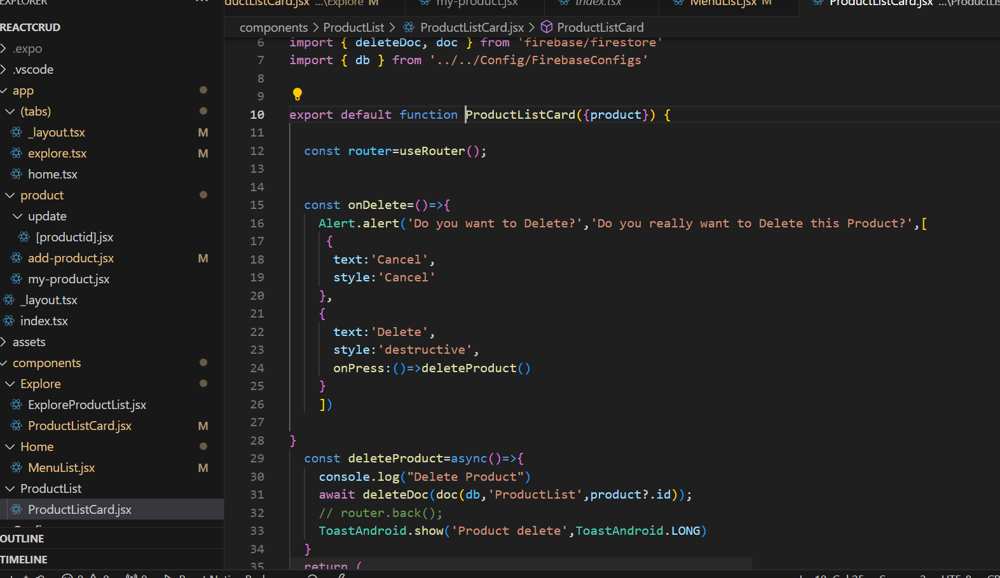 EXPLORER
REACTCRUD
.expo
.vscode
app
(tabs)
_layout.tsx M
explore.tsx M
home.tsx
product
update
[productid].jsx
add-product.jsx M
my-product.jsx
_layout.tsx
index.tsx
assets
components
Explore
ExploreProductList.jsx
ProductListCard.jsx M
Home
MenuList.jsx M
ProductList
ProductListCard.jsx
OUTLINE
TIMELINE
ductListCard.jsx ...\Explore M my-product.jsx index.tsx MenuList.jsx M ProductListCard.jsx ...\ProductLis
components > ProductList > ProductListCard.jsx > ProductListCard
6 import { deleteDoc, doc } from 'firebase/firestore'
7 import { db } from '../../Config/FirebaseConfigs'
8
9
10 export default function ProductListCard({product}) {
11
12 const router=useRouter();
13
14
15 const onDelete=()=>{
16 Alert.alert('Do you want to Delete?','Do you really want to Delete this Product?',[
17 {
18 text:'Cancel',
19 style:'Cancel'
20 },
21 {
22 text:'Delete',
23 style:'destructive',
24 onPress:()=>deleteProduct()
25 }
26 ])
27
28 }
29 const deleteProduct=async()=>{
30 console.log("Delete Product")
31 await deleteDoc(doc(db,'ProductList',product?.id));
32 // router.back();
33 ToastAndroid.show('Product delete',ToastAndroid.LONG)
34 }
35 return (